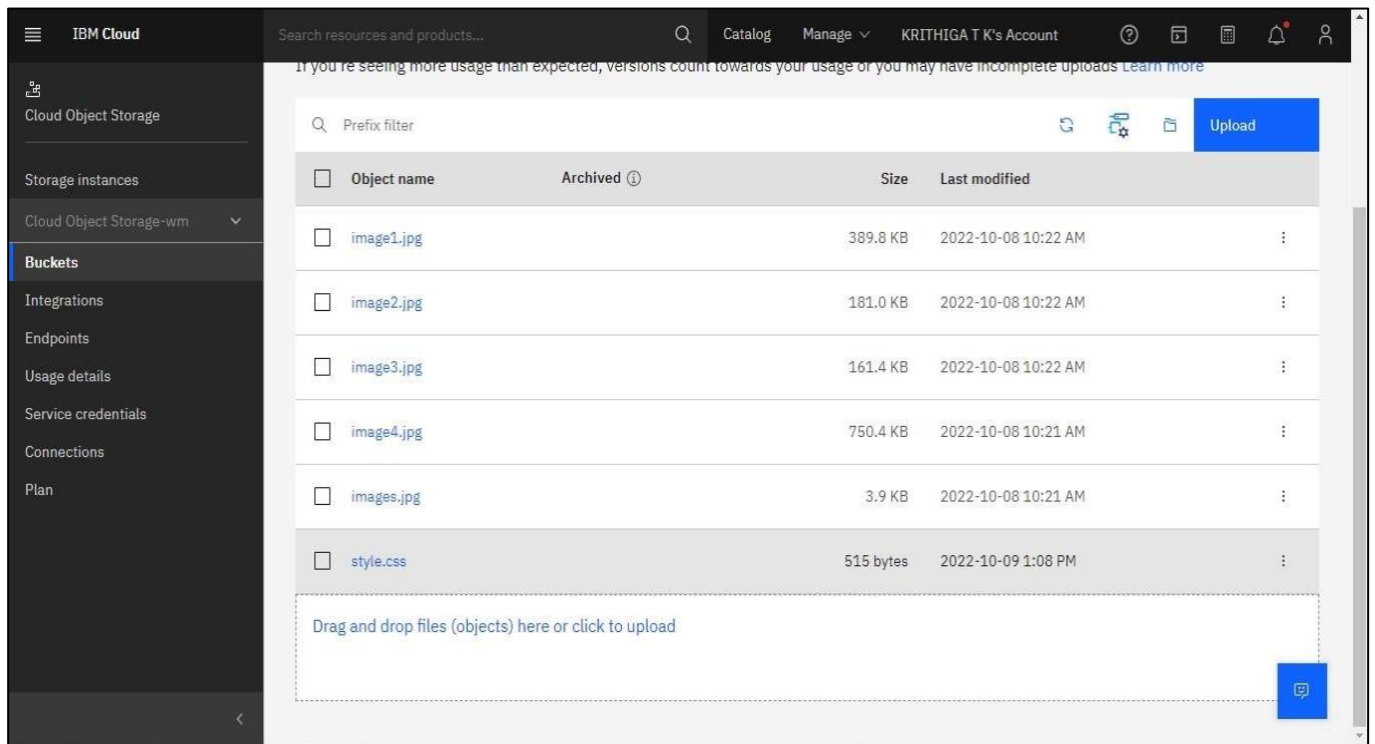 IBM Cloud
Search resources and products...
Catalog
Manage
KRITHIGA T K's Account
Cloud Object Storage
Storage instances
Cloud Object Storage-wm
Buckets
Integrations
Endpoints
Usage details
Service credentials
Connections
Plan
If you're seeing more usage than expected, versions count towards your usage or you may have incomplete uploads Learn more
Prefix filter
Upload
Object name Archived Size Last modified
image1.jpg 389.8 KB 2022-10-08 10:22 AM
image2.jpg 181.0 KB 2022-10-08 10:22 AM
image3.jpg 161.4 KB 2022-10-08 10:22 AM
image4.jpg 750.4 KB 2022-10-08 10:21 AM
images.jpg 3.9 KB 2022-10-08 10:21 AM
style.css 515 bytes 2022-10-09 1:08 PM
Drag and drop files (objects) here or click to upload